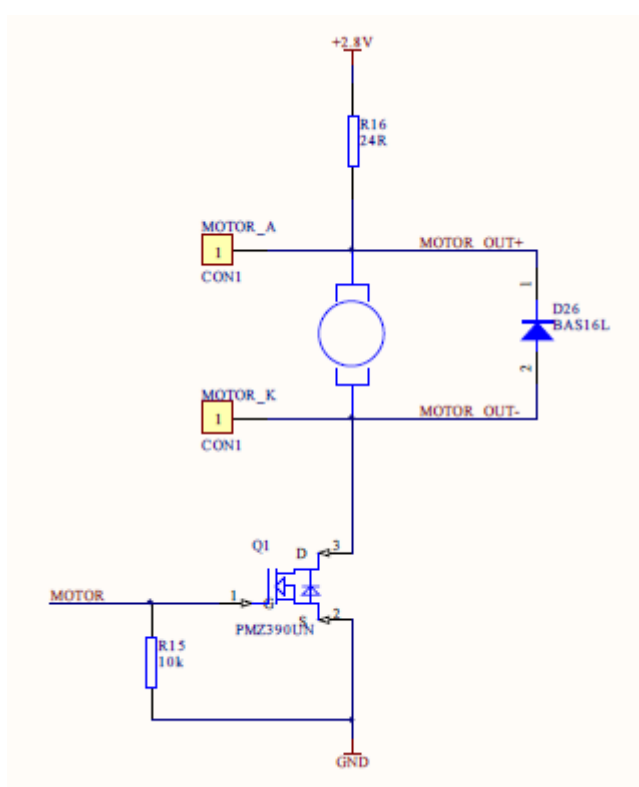 +2.8V
R16
24R
MOTOR_A
1
CON1
MOTOR_OUT+
1
D26
BAS16L
2
MOTOR_K
1
CON1
MOTOR_OUT-
Q1
D
3
MOTOR
1
G
S
2
PMZ390UN
R15
10k
GND